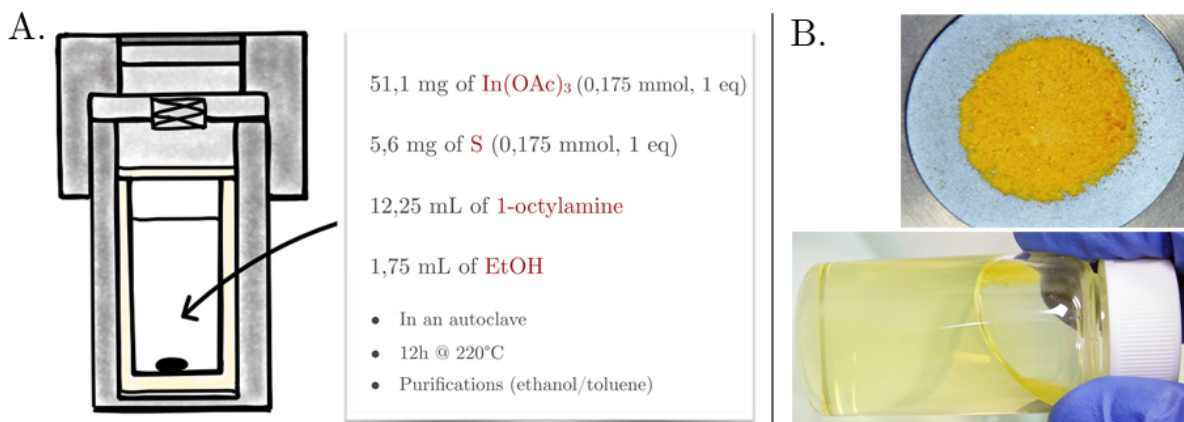 A.
51,1 mg of In(OAc)₃ (0,175 mmol, 1 eq)
5,6 mg of S (0,175 mmol, 1 eq)
12,25 mL of 1-octylamine
1,75 mL of EtOH
• In an autoclave
• 12h @ 220°C
• Purifications (ethanol/toluene)
B.